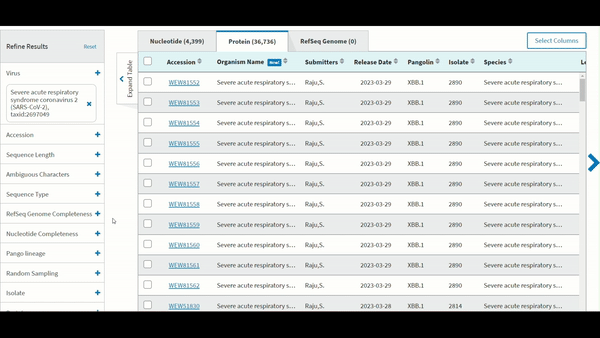 Nucleotide (4,399) Protein (36,736) RefSeq Genome (0) Select Columns
Refine Results Reset
Expand Table
Accession Organism Name New! Submitters Release Date Pangolin Isolate Species
Virus
Severe acute respiratory
syndrome coronavirus 2
(SARS-CoV-2),
taxid:2697049
Accession
Sequence Length
Ambiguous Characters
Sequence Type
RefSeq Genome Completeness
Nucleotide Completeness
Pango lineage
Random Sampling
Isolate
WEW81552 Severe acute respiratory s... Raju,S. 2023-03-29 XBB.1 2890 Severe acute respiratory s...
WEW81553 Severe acute respiratory s... Raju,S. 2023-03-29 XBB.1 2890 Severe acute respiratory s...
WEW81554 Severe acute respiratory s... Raju,S. 2023-03-29 XBB.1 2890 Severe acute respiratory s...
WEW81555 Severe acute respiratory s... Raju,S. 2023-03-29 XBB.1 2890 Severe acute respiratory s...
WEW81556 Severe acute respiratory s... Raju,S. 2023-03-29 XBB.1 2890 Severe acute respiratory s...
WEW81557 Severe acute respiratory s... Raju,S. 2023-03-29 XBB.1 2890 Severe acute respiratory s...
WEW81558 Severe acute respiratory s... Raju,S. 2023-03-29 XBB.1 2890 Severe acute respiratory s...
WEW81559 Severe acute respiratory s... Raju,S. 2023-03-29 XBB.1 2890 Severe acute respiratory s...
WEW81560 Severe acute respiratory s... Raju,S. 2023-03-29 XBB.1 2890 Severe acute respiratory s...
WEW81561 Severe acute respiratory s... Raju,S. 2023-03-29 XBB.1 2890 Severe acute respiratory s...
WEW81562 Severe acute respiratory s... Raju,S. 2023-03-29 XBB.1 2890 Severe acute respiratory s...
WEW51830 Severe acute respiratory s... Raju,S. 2023-03-28 XBB.1 2814 Severe acute respiratory s...